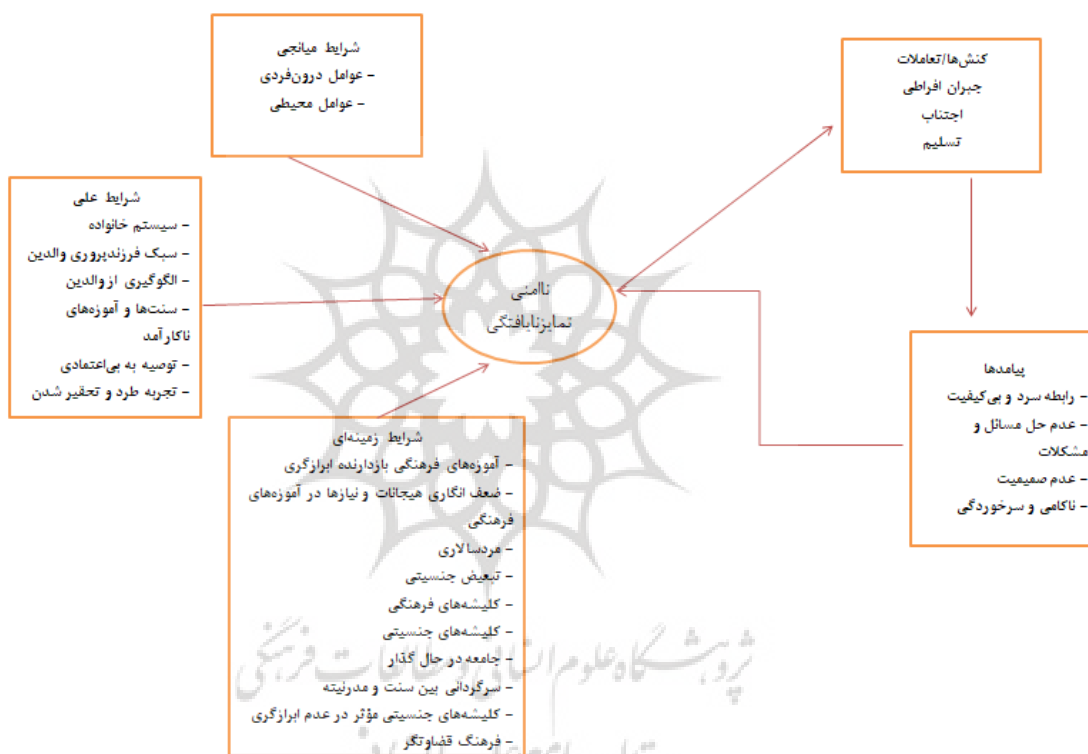 شرایط میانجی
- عوامل درون‌فردی
- عوامل محیطی
کنش‌ها/تعاملات
جبران افراطی
اجتناب
تسلیم
شرایط علی
- سیستم خانواده
- سبک فرزندپروری والدین
- الگوگیری از والدین
- سنت‌ها و آموزه‌های
ناکارآمد
- توصیه به بی‌اعتمادی
- تجربه طرد و تحقیر شدن
ناامنی
تمایزنایافتگی
پیامدها
- رابطه سرد و بی‌کیفیت
- عدم حل مسائل و
مشکلات
- عدم صمیمیت
- ناکامی و سرخوردگی
شرایط زمینه‌ای
- آموزه‌های فرهنگی بازدارنده ابرازگری
- ضعف انگاری هیجانات و نیازها در آموزه‌های
فرهنگی
- مردسالاری
- تبعیض جنسیتی
- کلیشه‌های فرهنگی
- کلیشه‌های جنسیتی
- جامعه در حال گذار
- سرگردانی بین سنت و مدرنیته
- کلیشه‌های جنسیتی مؤثر در عدم ابرازگری
- فرهنگ قضاوتگر
پژوهشگاه علوم انسانی و مطالعات فرهنگی